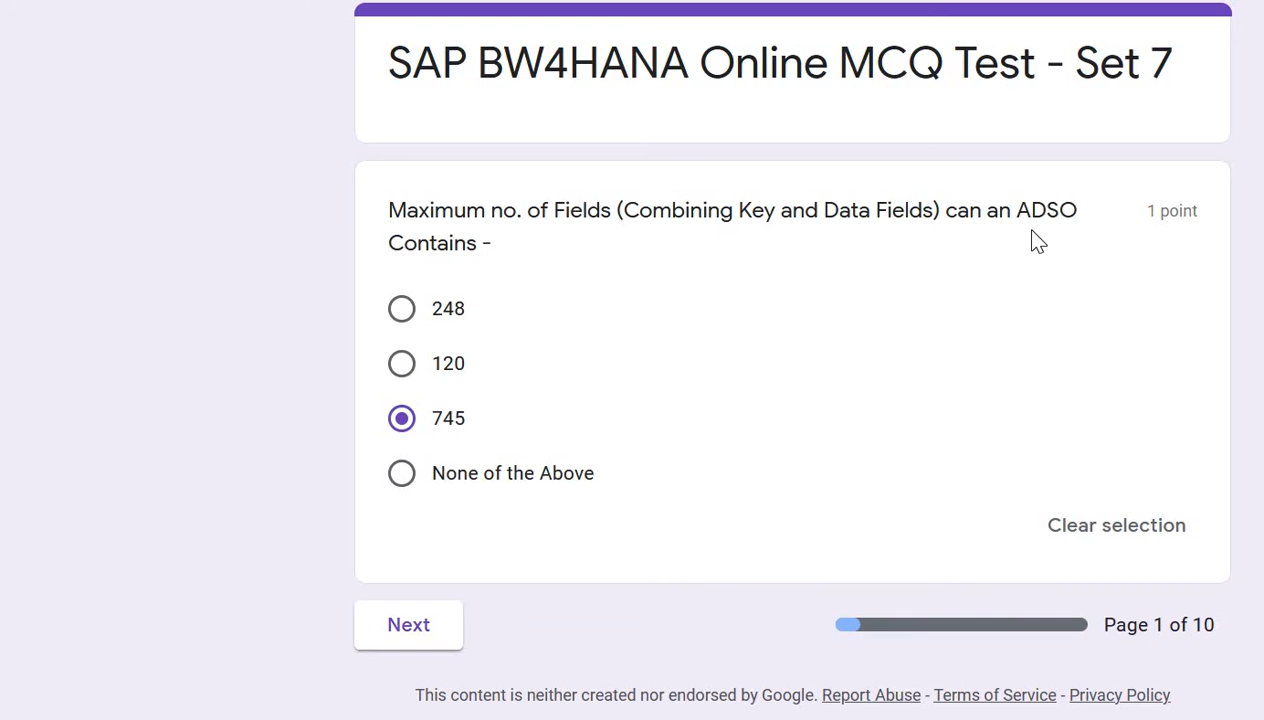 SAP BW4HANA Online MCQ Test - Set 7
Maximum no. of Fields (Combining Key and Data Fields) can an ADSO
Contains -
1 point
248
120
745
None of the Above
Clear selection
Next
Page 1 of 10
This content is neither created nor endorsed by Google. Report Abuse - Terms of Service - Privacy Policy